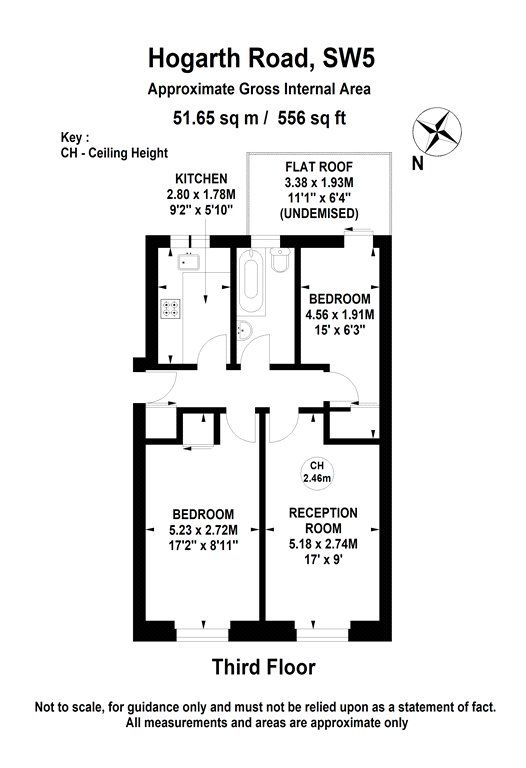 Hogarth Road, SW5
Approximate Gross Internal Area
51.65 sq m / 556 sq ft
Key :
CH - Ceiling Height
N
KITCHEN
2.80 x 1.78M
9'2" x 5'10"
FLAT ROOF
3.38 x 1.93M
11'1" x 6'4"
(UNDEMISED)
BEDROOM
4.56 x 1.91M
15' x 6'3"
CH
2.46m
BEDROOM
5.23 x 2.72M
17'2" x 8'11"
RECEPTION
ROOM
5.18 x 2.74M
17' x 9'
Third Floor
Not to scale, for guidance only and must not be relied upon as a statement of fact.
All measurements and areas are approximate only